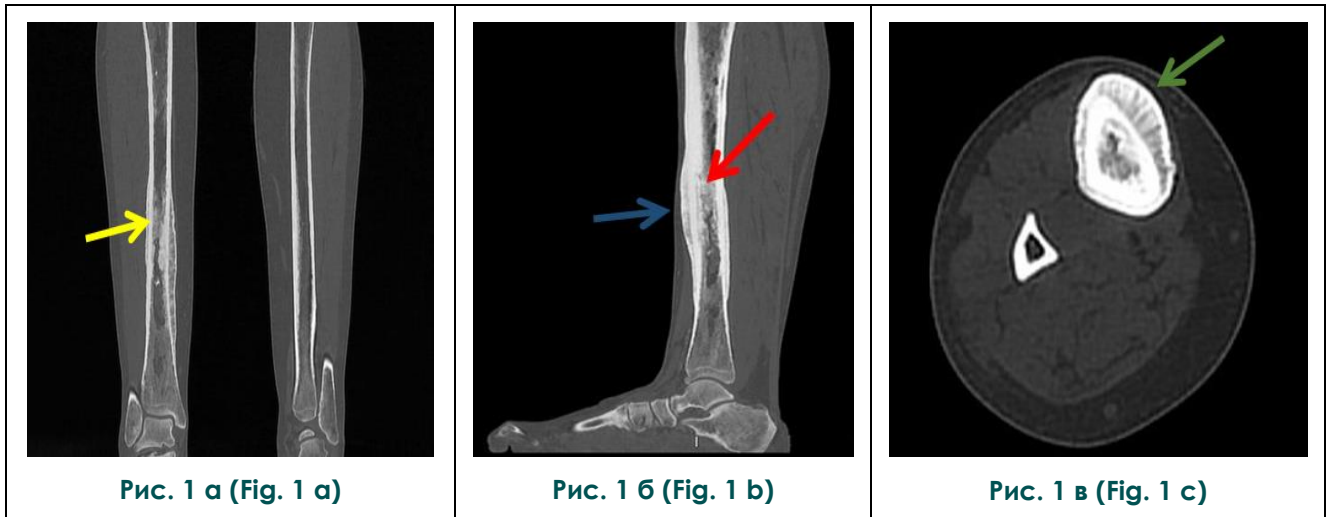 Рис. 1 а (Fig. 1 a)
Рис. 1 б (Fig. 1 b)
Рис. 1 в (Fig. 1 c)